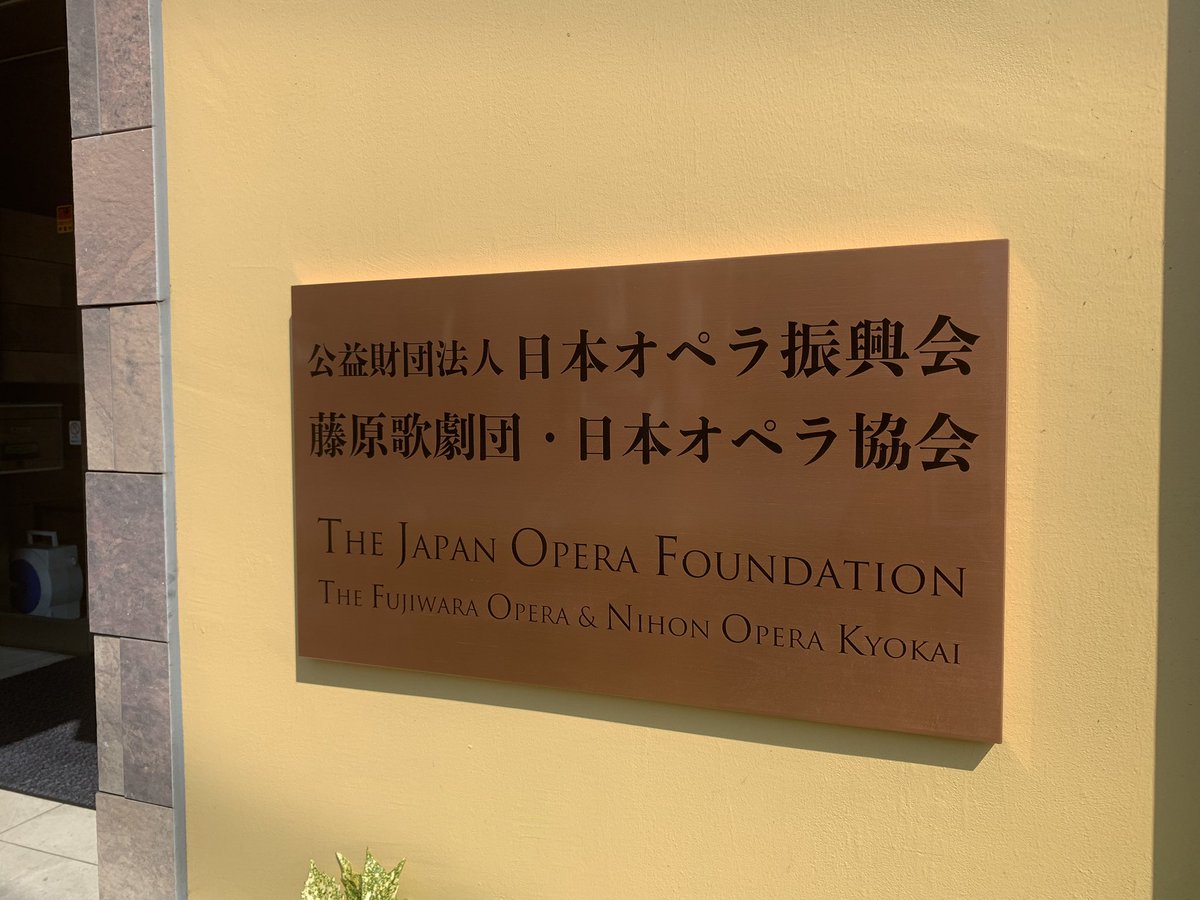 公益財団法人 日本オペラ振興会
藤原歌劇団・日本オペラ協会
THE JAPAN OPERA FOUNDATION
THE FUJIWARA OPERA & NIHON OPERA KYOKAI